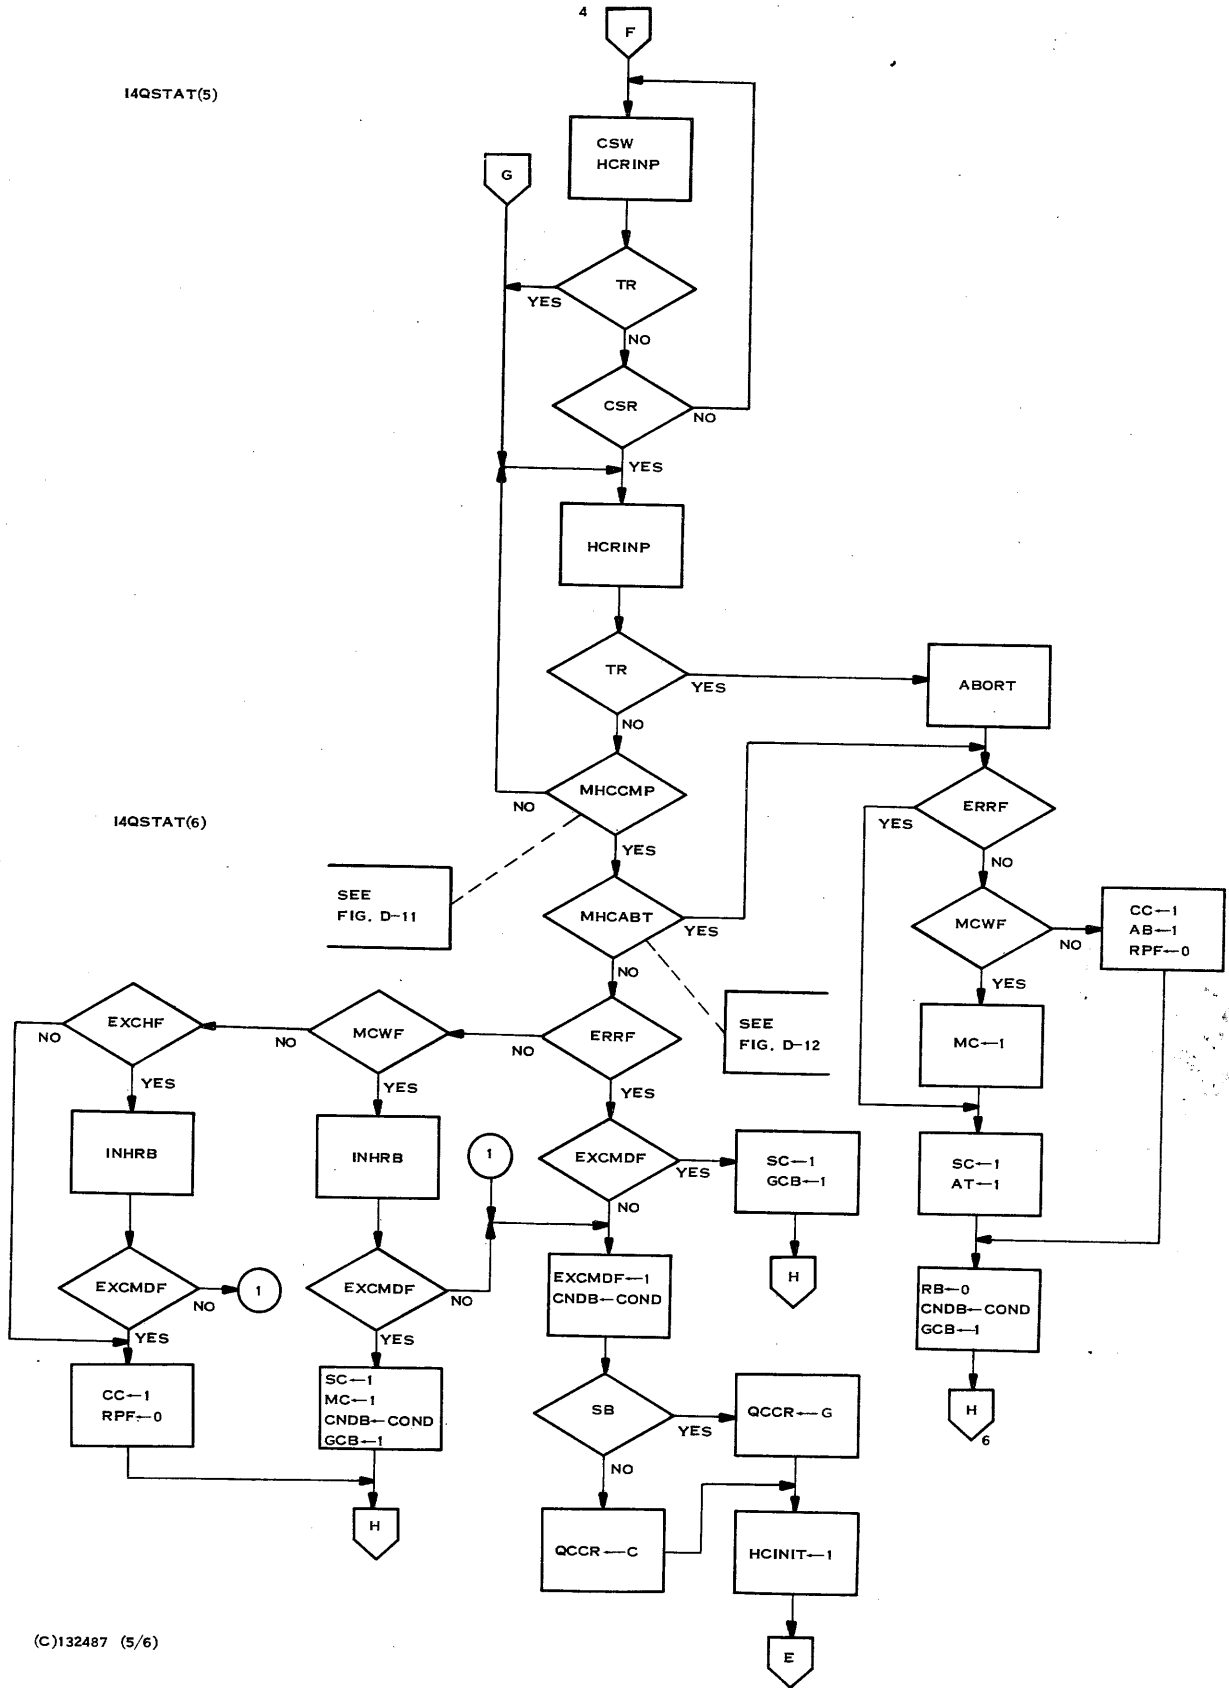 4
F
I4QSTAT(5)
CSW
HCRINP
G
TR
YES
NO
CSR
NO
YES
HCRINP
TR
YES
NO
ABORT
MHCCMP
NO
YES
ERRF
YES
NO
I4QSTAT(6)
SEE
FIG. D-11
MHCABT
YES
NO
MCWF
NO
YES
CC←1
AB←1
RPF←0
SEE
FIG. D-12
EXCHF
NO
YES
MCWF
NO
YES
ERRF
NO
YES
MC←1
INHRB
INHRB
1
EXCMDF
YES
NO
SC←1
GCB←1
SC←1
AT←1
H
EXCMDF
NO
YES
1
EXCMDF
NO
YES
EXCMDF←1
CNDB←COND
RB←0
CNDB←COND
GCB←1
H
6
CC←1
RPF←0
SC←1
MC←1
CNDB←COND
GCB←1
SB
YES
NO
QCCR←G
H
QCCR←C
HCINIT←1
E
(C)132487 (5/6)